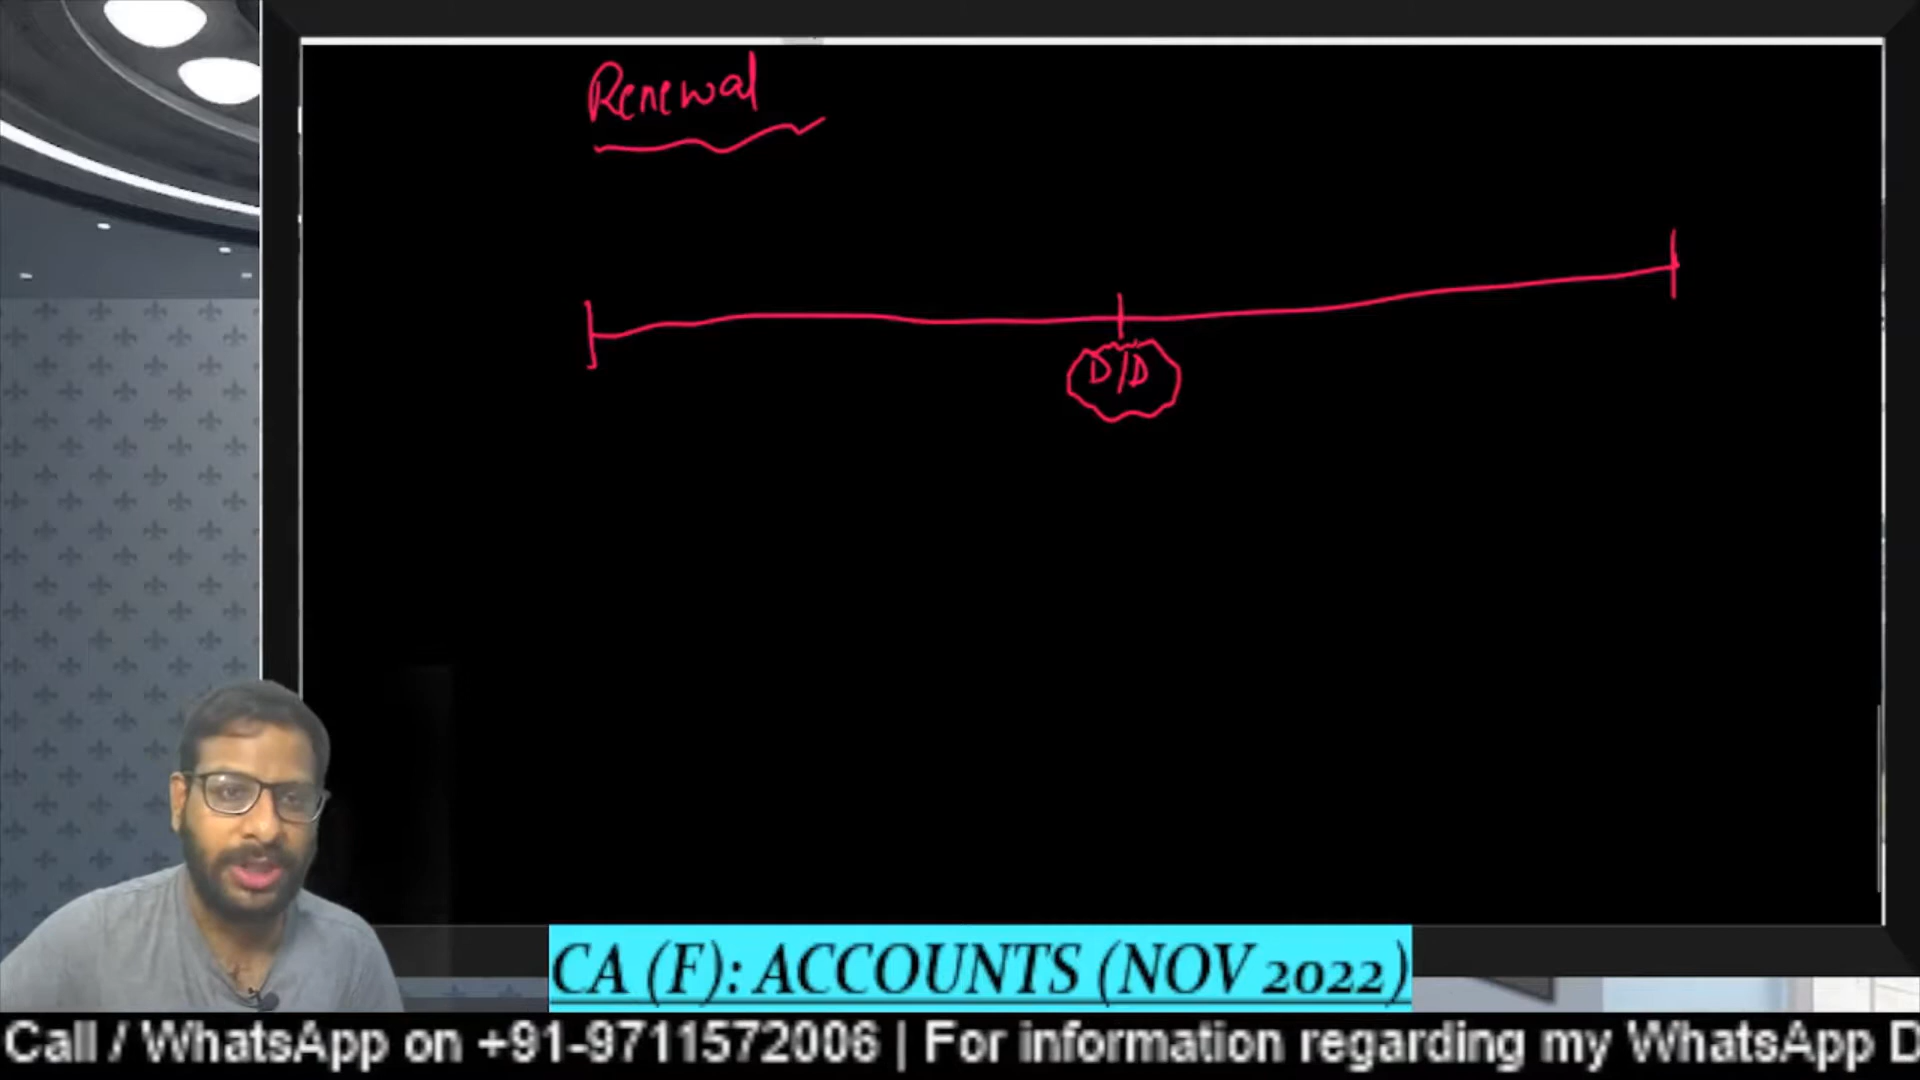 Renewal
D/D
CA (F): ACCOUNTS (NOV 2022)
Call / WhatsApp on +91-9711572006 | For information regarding my WhatsApp D